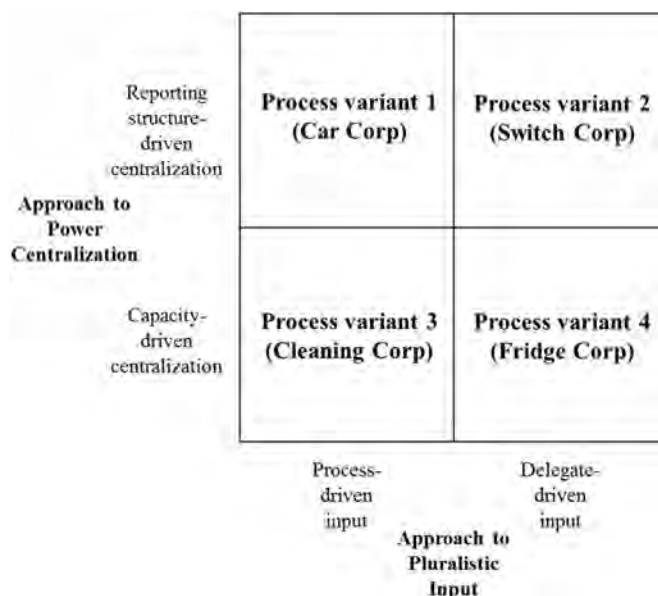 Reporting
structure-
driven
centralization
Process variant 1
(Car Corp)
Process variant 2
(Switch Corp)
Approach to
Power
Centralization
Capacity-
driven
centralization
Process variant 3
(Cleaning Corp)
Process variant 4
(Fridge Corp)
Process-
driven
input
Delegate-
driven
input
Approach to
Pluralistic
Input